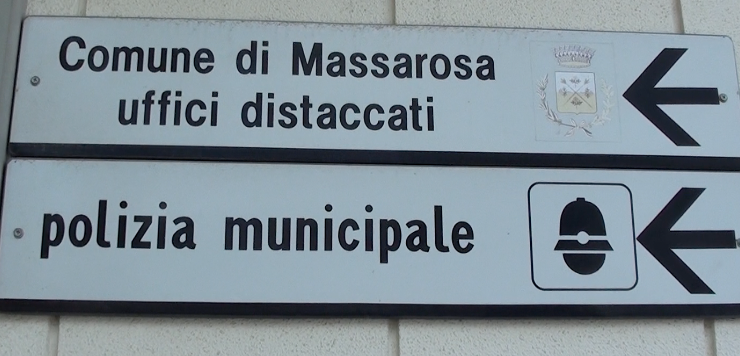 Comune di Massarosa
uffici distaccati
polizia municipale